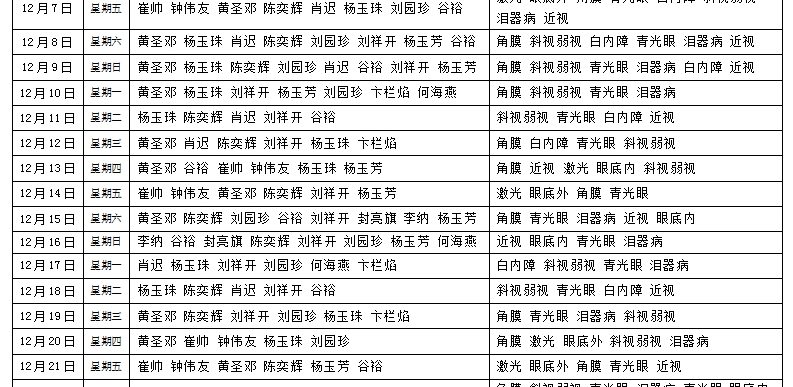 12月7日 星期五 崔帅 钟伟友 黄圣邓 陈奕辉 肖迟 杨玉珠 刘园珍 谷裕
泪器病 近视
12月8日 星期六 黄圣邓 杨玉珠 肖迟 陈奕辉 刘园珍 刘祥开 杨玉芳 谷裕 角膜 斜视弱视 白内障 青光眼 泪器病 近视
12月9日 星期日 黄圣邓 杨玉珠 陈奕辉 刘园珍 肖迟 谷裕 刘祥开 杨玉芳 角膜 斜视弱视 青光眼 泪器病 白内障 近视
12月10日 星期一 黄圣邓 杨玉珠 刘祥开 杨玉芳 刘园珍 卞栏焰 何海燕 角膜 斜视弱视 青光眼 泪器病
12月11日 星期二 杨玉珠 陈奕辉 肖迟 刘祥开 谷裕 斜视弱视 青光眼 白内障 近视
12月12日 星期三 黄圣邓 肖迟 陈奕辉 刘祥开 杨玉珠 卞栏焰 角膜 白内障 青光眼 斜视弱视
12月13日 星期四 黄圣邓 谷裕 崔帅 钟伟友 杨玉珠 杨玉芳 角膜 近视 激光 眼底内 斜视弱视
12月14日 星期五 崔帅 钟伟友 黄圣邓 陈奕辉 刘祥开 杨玉芳 激光 眼底外 角膜 青光眼
12月15日 星期六 黄圣邓 陈奕辉 刘园珍 谷裕 刘祥开 封亮旗 李纳 杨玉芳 角膜 青光眼 泪器病 近视 眼底内
12月16日 星期日 李纳 谷裕 封亮旗 陈奕辉 刘祥开 刘园珍 杨玉芳 何海燕 近视 眼底内 青光眼 泪器病
12月17日 星期一 肖迟 杨玉珠 刘祥开 刘园珍 何海燕 卞栏焰 白内障 斜视弱视 青光眼 泪器病
12月18日 星期二 杨玉珠 陈奕辉 肖迟 刘祥开 谷裕 斜视弱视 青光眼 白内障 近视
12月19日 星期三 黄圣邓 陈奕辉 刘祥开 刘园珍 杨玉珠 卞栏焰 角膜 青光眼 泪器病 斜视弱视
12月20日 星期四 黄圣邓 崔帅 钟伟友 杨玉珠 刘园珍 角膜 激光 眼底外 斜视弱视 泪器病
12月21日 星期五 崔帅 钟伟友 黄圣邓 陈奕辉 杨玉芳 谷裕 激光 眼底外 角膜 青光眼 近视